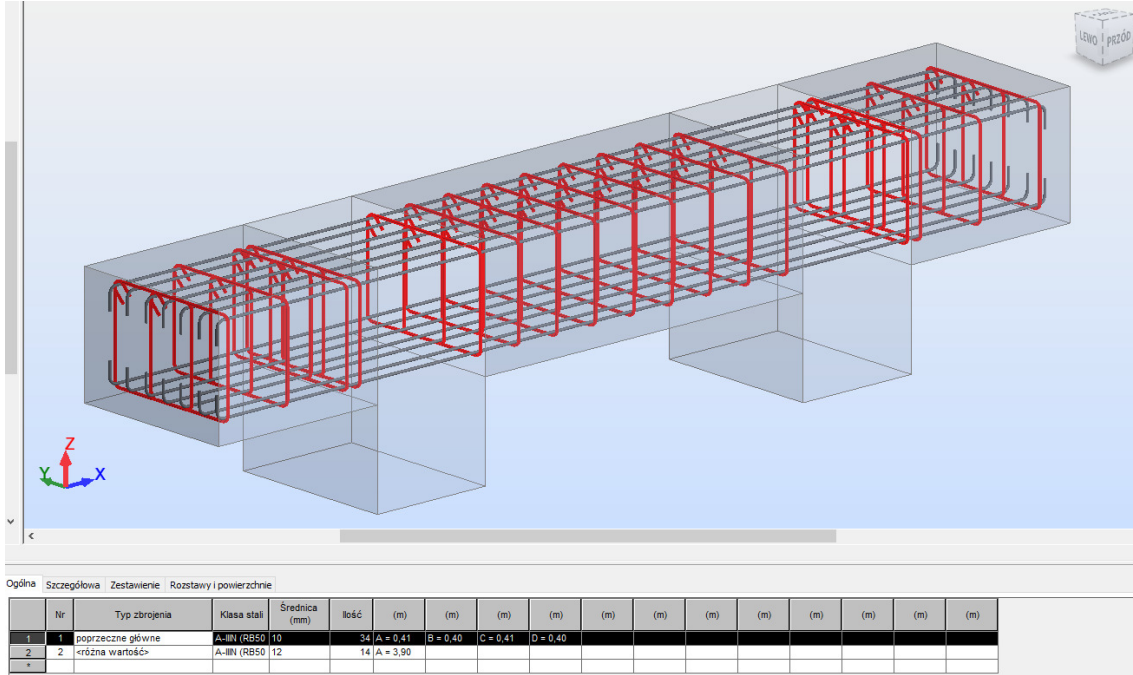 LEWO PRZÓD
Z
Y X
Ogólna Szczegółowa Zestawienie Rozstawy i powierzchnie
Nr Typ zbrojenia Klasa stali Średnica (mm) Ilość (m) (m) (m) (m) (m) (m) (m) (m) (m) (m)
1 1 poprzeczne główne A-IIIN (RB50 10 34 A = 0,41 B = 0,40 C = 0,41 D = 0,40
2 2 <różna wartość> A-IIIN (RB50 12 14 A = 3,90
*